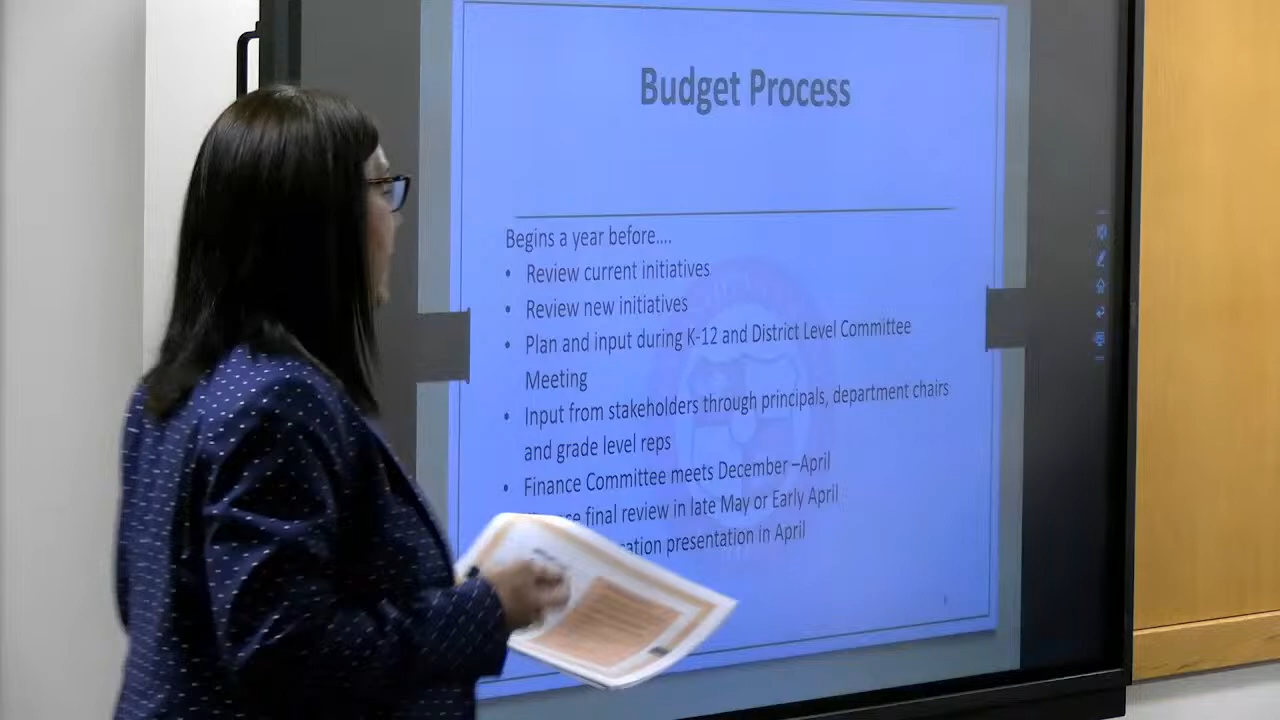 Budget Process
Begins a year before....
• Review current initiatives
• Review new initiatives
• Plan and input during K-12 and District Level Committee
Meeting
• Input from stakeholders through principals, department chairs
and grade level reps
• Finance Committee meets December –April
final review in late May or Early April
presentation in April